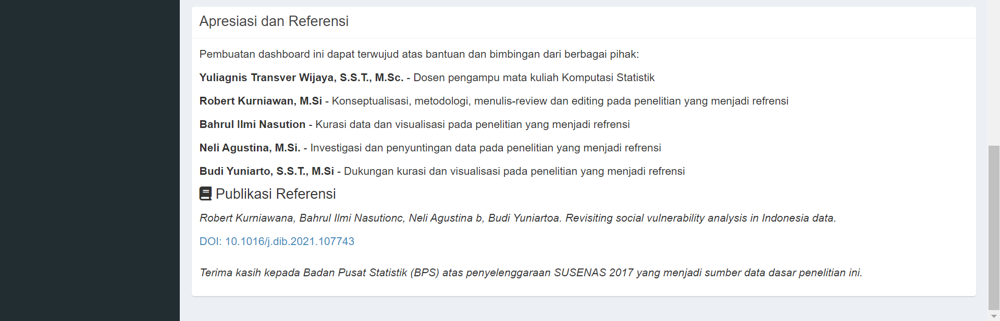 Apresiasi dan Referensi
Pembuatan dashboard ini dapat terwujud atas bantuan dan bimbingan dari berbagai pihak:
Yuliagnis Transver Wijaya, S.S.T., M.Sc. - Dosen pengampu mata kuliah Komputasi Statistik
Robert Kurniawan, M.Si - Konseptualisasi, metodologi, menulis-review dan editing pada penelitian yang menjadi refrensi
Bahrul Ilmi Nasution - Kurasi data dan visualisasi pada penelitian yang menjadi refrensi
Neli Agustina, M.Si. - Investigasi dan penyuntingan data pada penelitian yang menjadi refrensi
Budi Yuniarto, S.S.T., M.Si - Dukungan kurasi dan visualisasi pada penelitian yang menjadi refrensi
Publikasi Referensi
Robert Kurniawana, Bahrul Ilmi Nasutionc, Neli Agustina b, Budi Yuniartoa. Revisiting social vulnerability analysis in Indonesia data.
DOI: 10.1016/j.dib.2021.107743
Terima kasih kepada Badan Pusat Statistik (BPS) atas penyelenggaraan SUSENAS 2017 yang menjadi sumber data dasar penelitian ini.